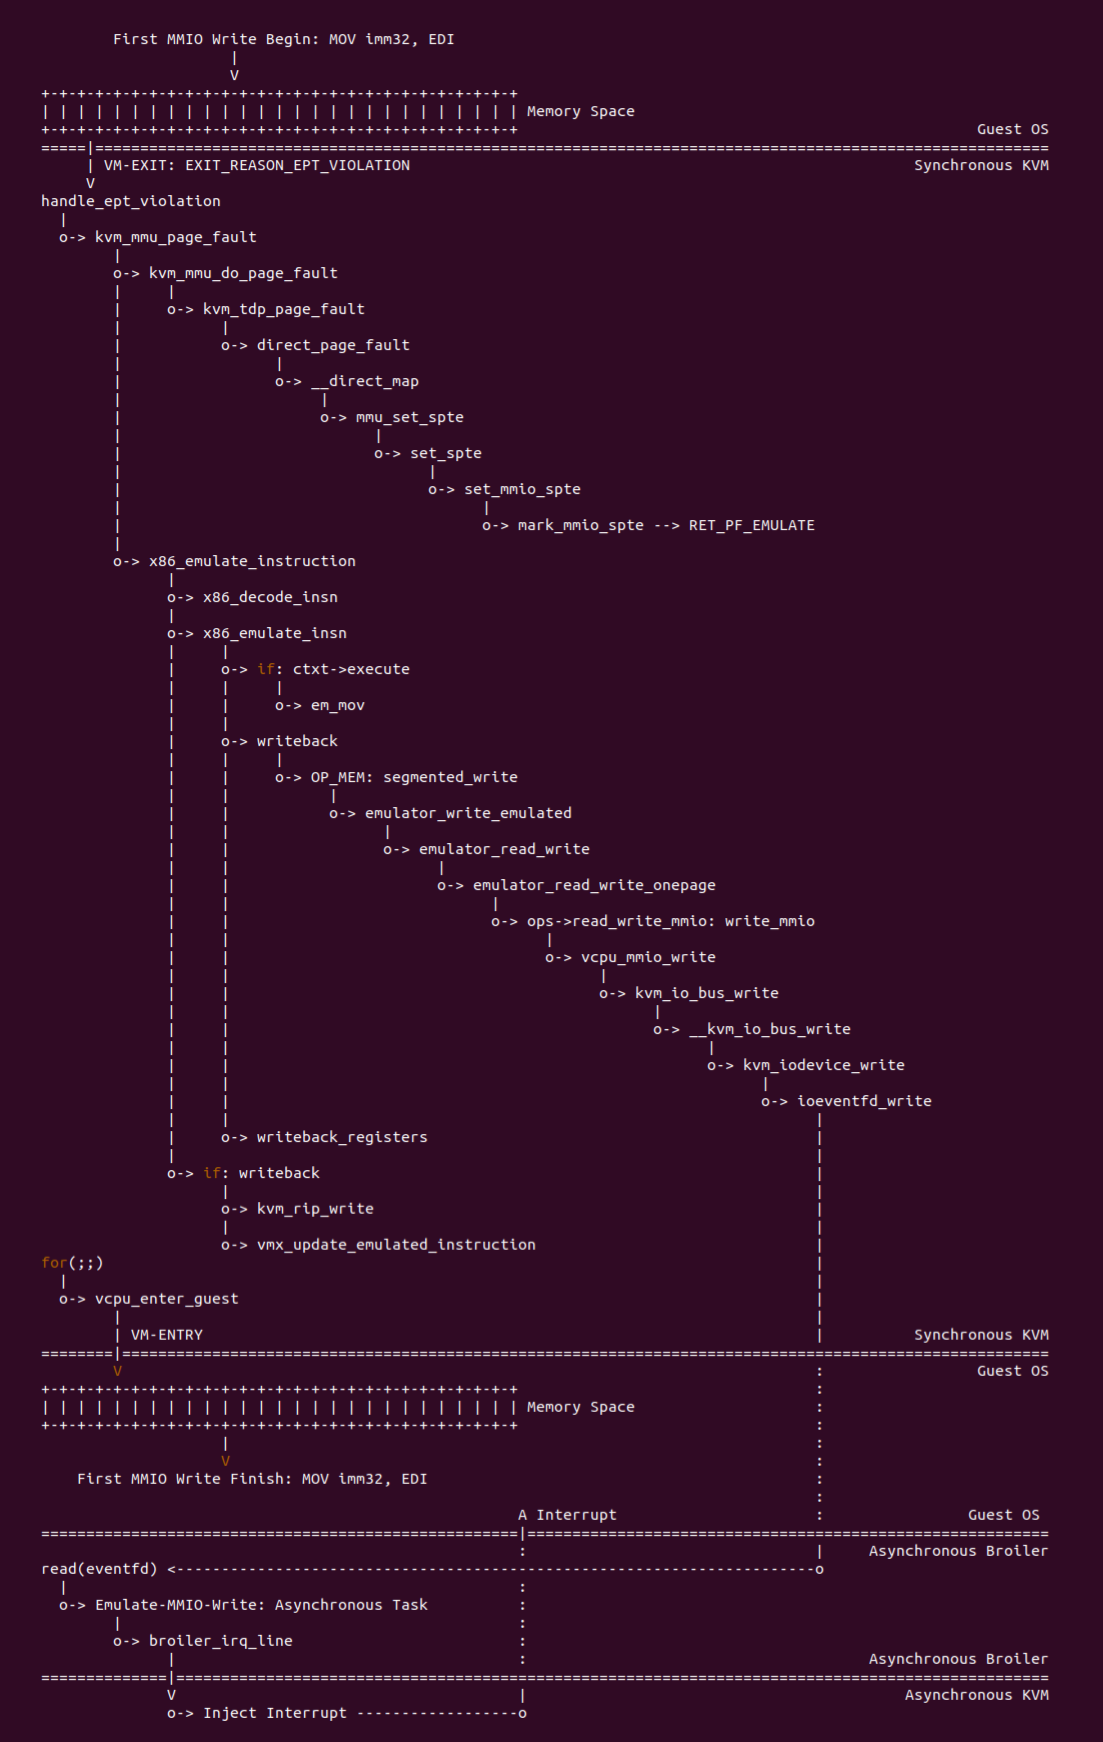 First MMIO Write Begin: MOV imm32, EDI
|
V
+-+-+-+-+-+-+-+-+-+-+-+-+-+-+-+-+-+-+-+-+-+-+-+-+-+-+
| | | | | | | | | | | | | | | | | | | | | | | | | | | Memory Space
+-+-+-+-+-+-+-+-+-+-+-+-+-+-+-+-+-+-+-+-+-+-+-+-+-+-+ Guest OS
=====|==========================================================================================================
| VM-EXIT: EXIT_REASON_EPT_VIOLATION Synchronous KVM
V
handle_ept_violation
|
o-> kvm_mmu_page_fault
|
o-> kvm_mmu_do_page_fault
| |
| o-> kvm_tdp_page_fault
| |
| o-> direct_page_fault
| |
| o-> __direct_map
| |
| o-> mmu_set_spte
| |
| o-> set_spte
| |
| o-> set_mmio_spte
| |
| o-> mark_mmio_spte --> RET_PF_EMULATE
|
o-> x86_emulate_instruction
|
o-> x86_decode_insn
|
o-> x86_emulate_insn
| |
| o-> if: ctxt->execute
| | |
| | o-> em_mov
| |
| o-> writeback
| | |
| | o-> OP_MEM: segmented_write
| | |
| | o-> emulator_write_emulated
| | |
| | o-> emulator_read_write
| | |
| | o-> emulator_read_write_onepage
| | |
| | o-> ops->read_write_mmio: write_mmio
| | |
| | o-> vcpu_mmio_write
| | |
| | o-> kvm_io_bus_write
| | |
| | o-> __kvm_io_bus_write
| | |
| | o-> kvm_iodevice_write
| | |
| | o-> ioeventfd_write
| | |
| o-> writeback_registers |
| |
o-> if: writeback |
| |
o-> kvm_rip_write |
| |
o-> vmx_update_emulated_instruction |
for(;;) |
| |
o-> vcpu_enter_guest |
| |
| VM-ENTRY | Synchronous KVM
========|=======================================================================================================
V : Guest OS
+-+-+-+-+-+-+-+-+-+-+-+-+-+-+-+-+-+-+-+-+-+-+-+-+-+-+ :
| | | | | | | | | | | | | | | | | | | | | | | | | | | Memory Space :
+-+-+-+-+-+-+-+-+-+-+-+-+-+-+-+-+-+-+-+-+-+-+-+-+-+-+ :
| :
V :
First MMIO Write Finish: MOV imm32, EDI :
:
A Interrupt : Guest OS
=====================================================|==========================================================
: | Asynchronous Broiler
read(eventfd) <-----------------------------------------------------------------------o
| :
o-> Emulate-MMIO-Write: Asynchronous Task :
| :
o-> broiler_irq_line :
| : Asynchronous Broiler
==============|=================================================================================================
V | Asynchronous KVM
o-> Inject Interrupt ------------------o